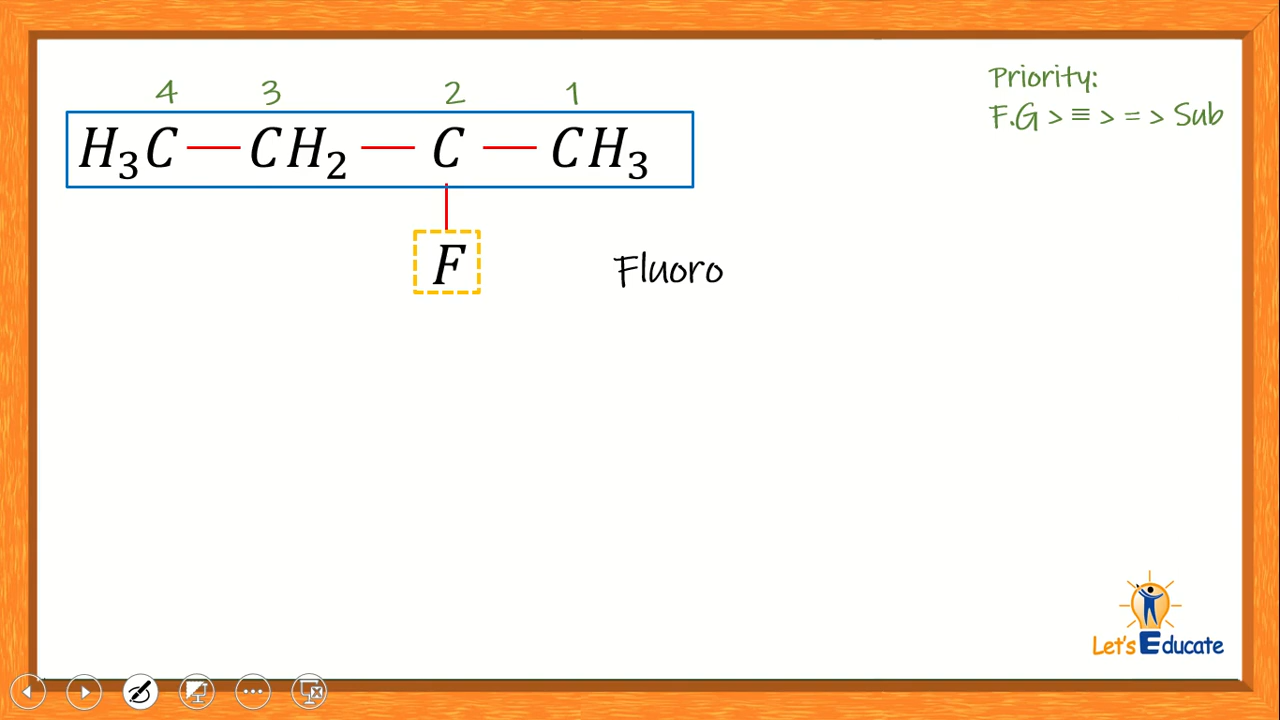 4 3 2 1
H₃C — CH₂ — C — CH₃
F
Fluoro
Priority:
F.G > ≡ > = > Sub
Let's Educate